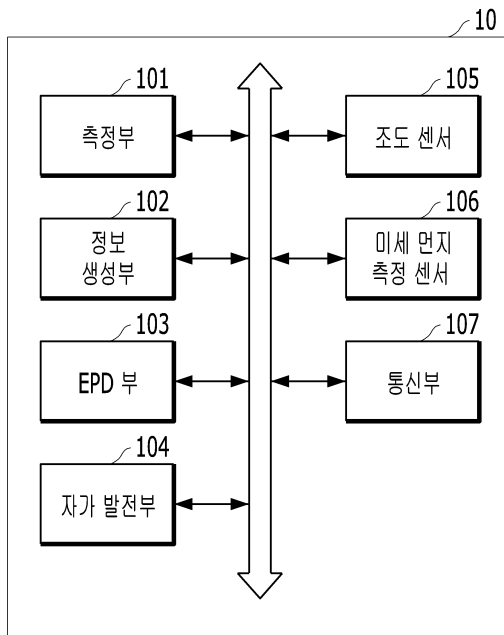 10
101
측정부
102
정보
생성부
103
EPD 부
104
자가 발전부
105
조도 센서
106
미세 먼지
측정 센서
107
통신부